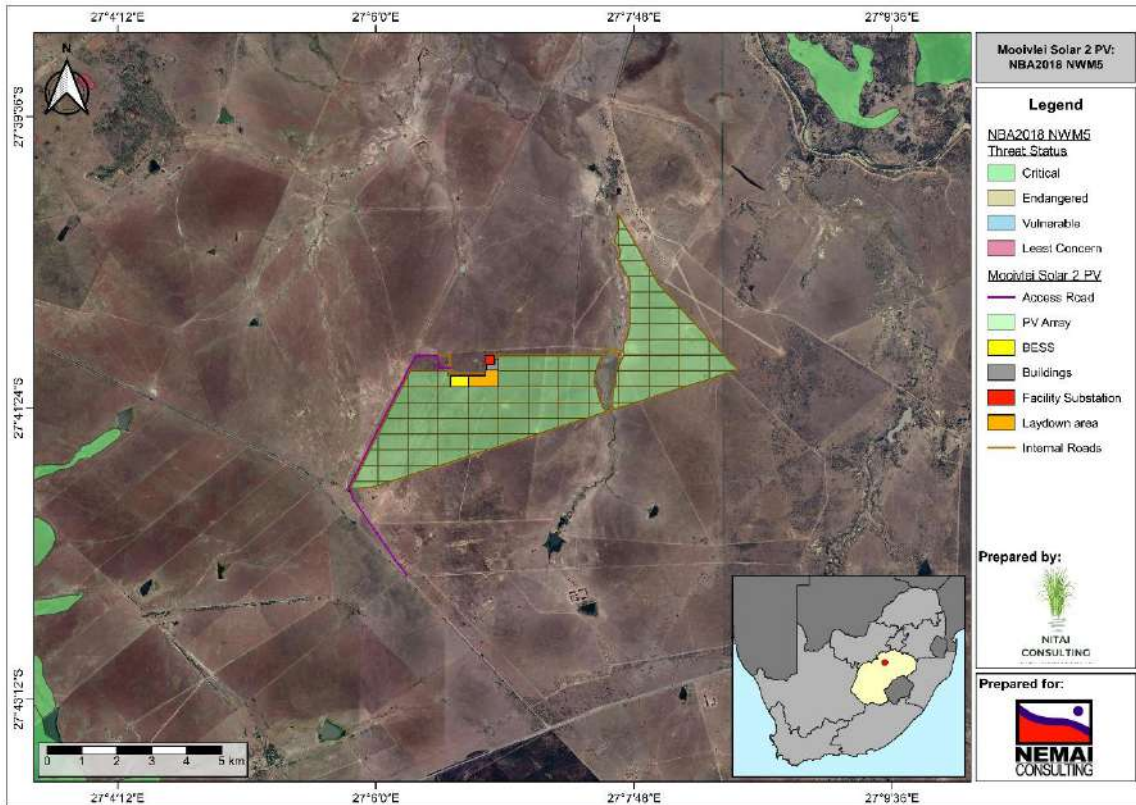 27°4'12"E 27°6'0"E 27°7'48"E 27°9'36"E
N
27°39'36"S
27°41'24"S
27°43'12"S
0 1 2 3 4 5 km
27°4'12"E 27°6'0"E 27°7'48"E 27°9'36"E
Mooivlei Solar 2 PV:
NBA2018 NWM5
Legend
NBA2018 NWM5
Threat Status
Critical
Endangered
Vulnerable
Least Concern
Mooivlei Solar 2 PV
Access Road
PV Array
BESS
Buildings
Facility Substation
Laydown area
Internal Roads
Prepared by:
NITAI
CONSULTING
Prepared for:
NEMAI
CONSULTING